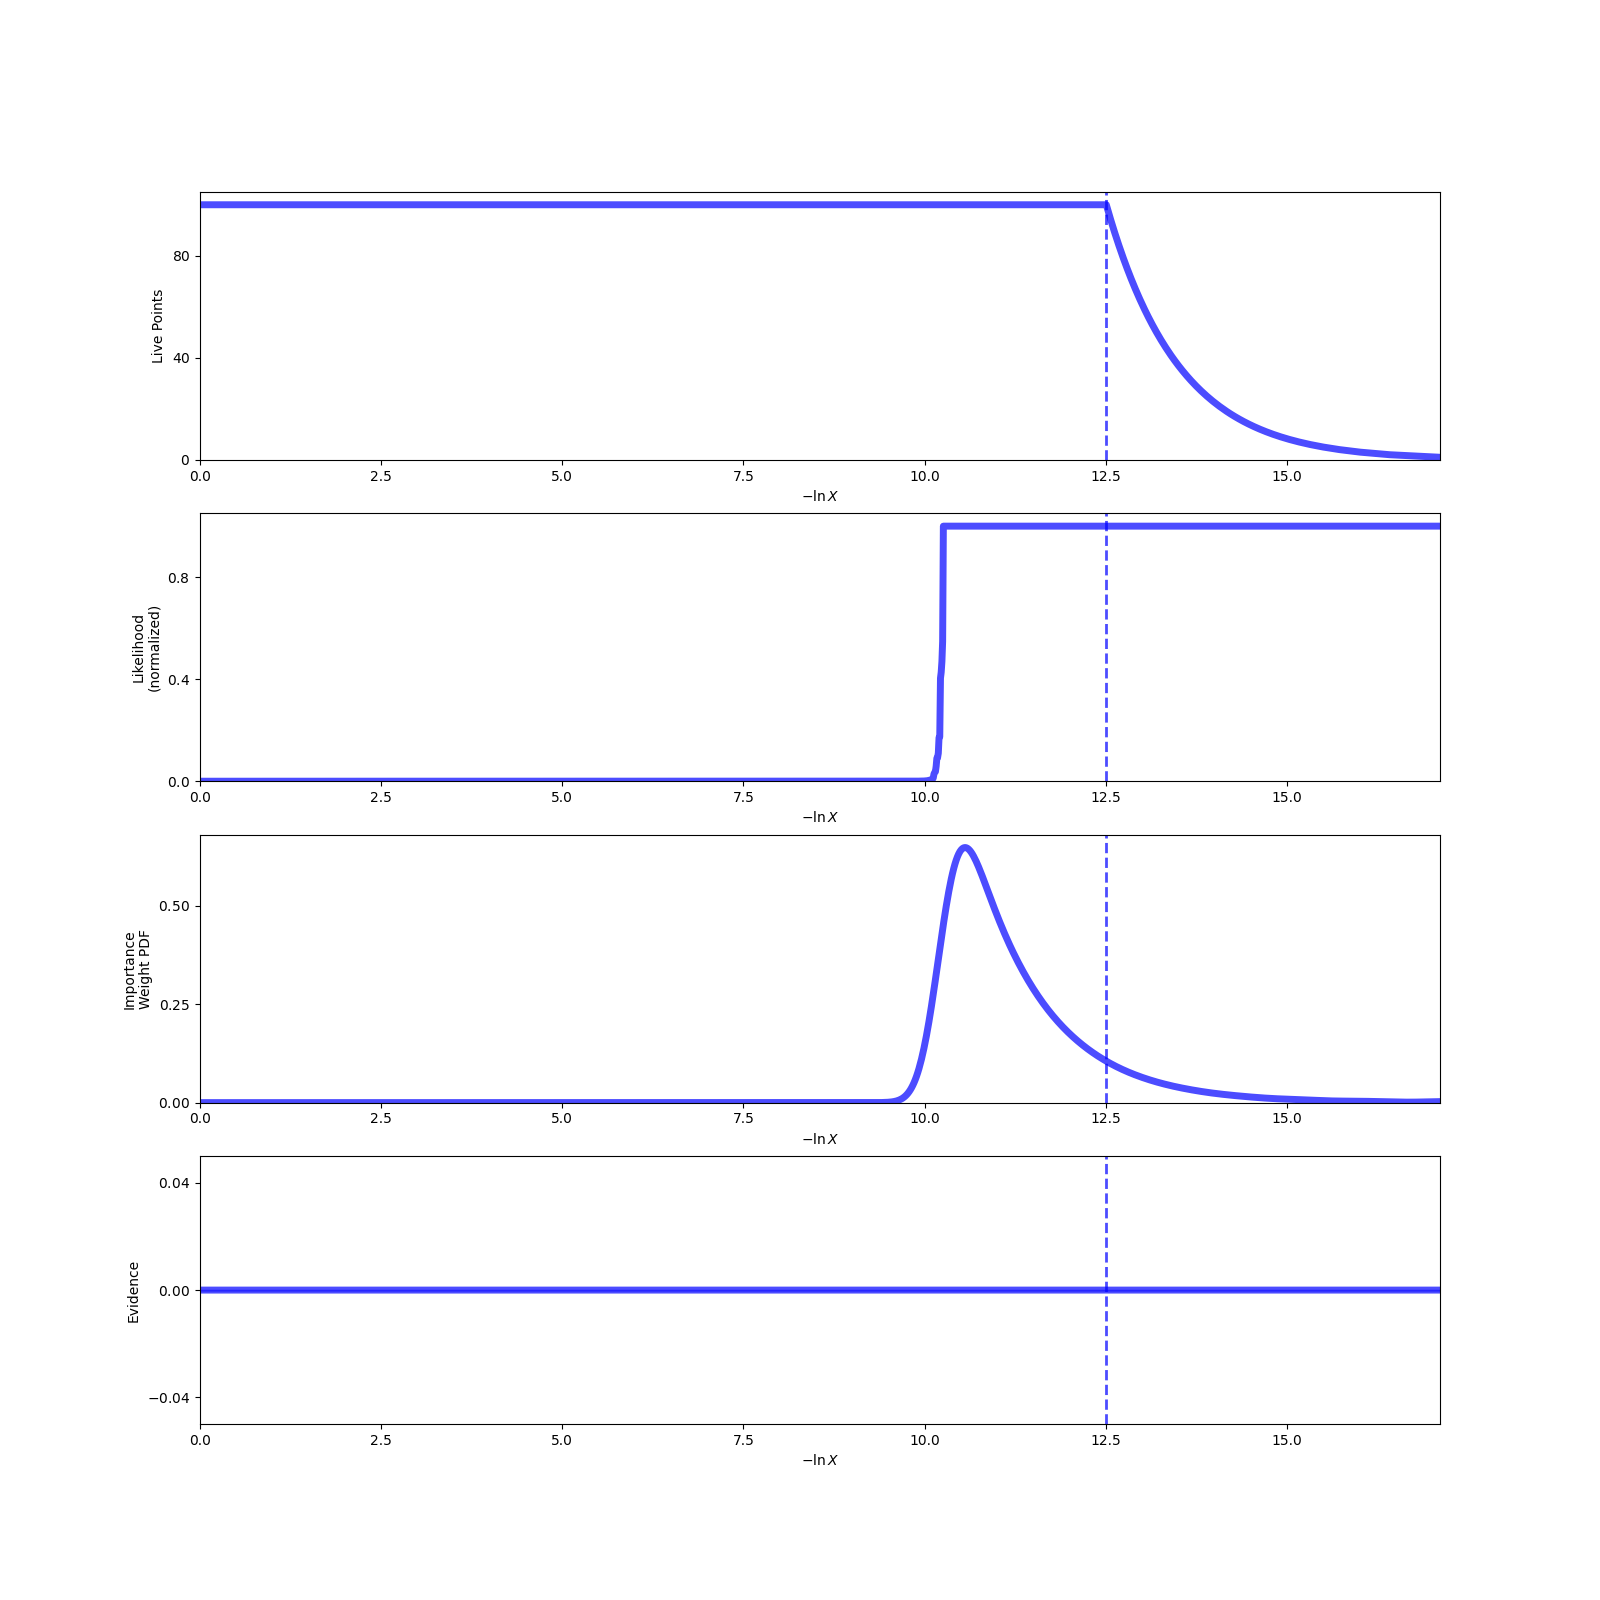 80
40
0
Live Points
0.0 2.5 5.0 7.5 10.0 12.5 15.0
−ln X
0.8
0.4
0.0
Likelihood
(normalized)
0.0 2.5 5.0 7.5 10.0 12.5 15.0
−ln X
0.50
0.25
0.00
Importance
Weight PDF
0.0 2.5 5.0 7.5 10.0 12.5 15.0
−ln X
0.04
0.00
−0.04
Evidence
0.0 2.5 5.0 7.5 10.0 12.5 15.0
−ln X